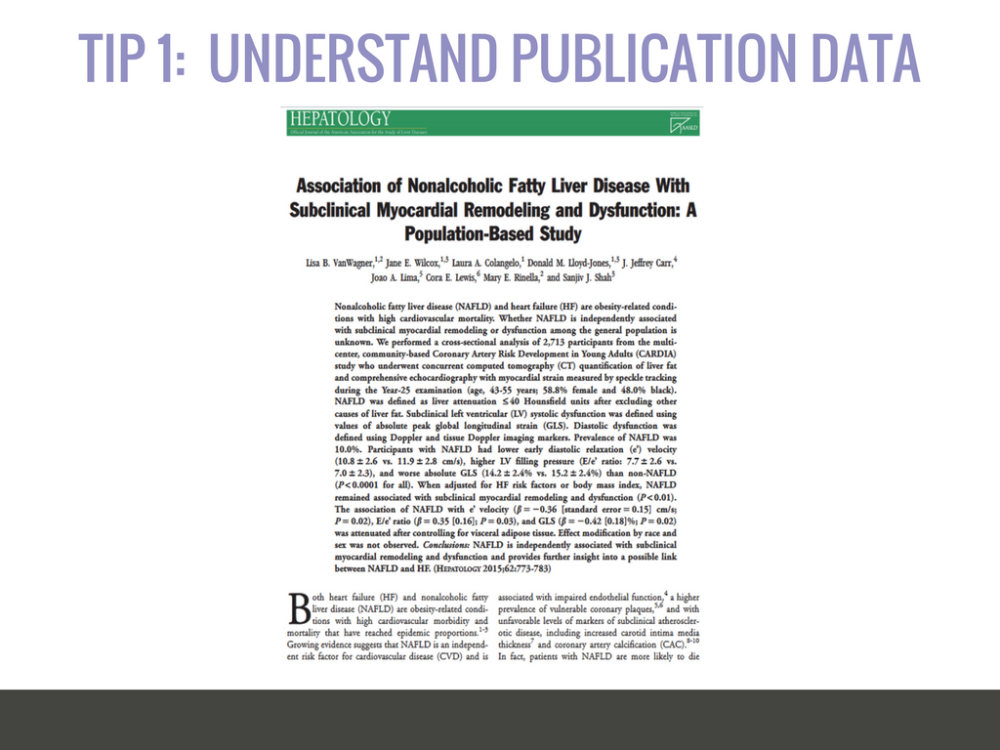 TIP 1: UNDERSTAND PUBLICATION DATA
HEPATOLOGY
Official Journal of the American Association for the Study of Liver Diseases
AASLD
Association of Nonalcoholic Fatty Liver Disease With
Subclinical Myocardial Remodeling and Dysfunction: A
Population-Based Study
Lisa B. VanWagner,1,2 Jane E. Wilcox,1,3 Laura A. Colangelo,1 Donald M. Lloyd-Jones,1,3 J. Jeffrey Carr,4
Joao A. Lima,5 Cora E. Lewis,6 Mary E. Rinella,2 and Sanjiv J. Shah3
Nonalcoholic fatty liver disease (NAFLD) and heart failure (HF) are obesity-related condi-
tions with high cardiovascular mortality. Whether NAFLD is independently associated
with subclinical myocardial remodeling or dysfunction among the general population is
unknown. We performed a cross-sectional analysis of 2,713 participants from the multi-
center, community-based Coronary Artery Risk Development in Young Adults (CARDIA)
study who underwent concurrent computed tomography (CT) quantification of liver fat
and comprehensive echocardiography with myocardial strain measured by speckle tracking
during the Year-25 examination (age, 43-55 years; 58.8% female and 48.0% black).
NAFLD was defined as liver attenuation ≤40 Hounsfield units after excluding other
causes of liver fat. Subclinical left ventricular (LV) systolic dysfunction was defined using
values of absolute peak global longitudinal strain (GLS). Diastolic dysfunction was
defined using Doppler and tissue Doppler imaging markers. Prevalence of NAFLD was
10.0%. Participants with NAFLD had lower early diastolic relaxation (e') velocity
(10.8 ± 2.6 vs. 11.9 ± 2.8 cm/s), higher LV filling pressure (E/e' ratio: 7.7 ± 2.6 vs.
7.0 ± 2.3), and worse absolute GLS (14.2 ± 2.4% vs. 15.2 ± 2.4%) than non-NAFLD
(P<0.0001 for all). When adjusted for HF risk factors or body mass index, NAFLD
remained associated with subclinical myocardial remodeling and dysfunction (P<0.01).
The association of NAFLD with e' velocity (β = −0.36 [standard error = 0.15] cm/s;
P = 0.02), E/e' ratio (β = 0.35 [0.16]; P = 0.03), and GLS (β = −0.42 [0.18]%; P = 0.02)
was attenuated after controlling for visceral adipose tissue. Effect modification by race and
sex was not observed. Conclusions: NAFLD is independently associated with subclinical
myocardial remodeling and dysfunction and provides further insight into a possible link
between NAFLD and HF. (HEPATOLOGY 2015;62:773-783)
Both heart failure (HF) and nonalcoholic fatty
liver disease (NAFLD) are obesity-related condi-
tions with high cardiovascular morbidity and
mortality that have reached epidemic proportions.1-3
Growing evidence suggests that NAFLD is an independ-
ent risk factor for cardiovascular disease (CVD) and is
associated with impaired endothelial function,4 a higher
prevalence of vulnerable coronary plaques,5,6 and with
unfavorable levels of markers of subclinical atheroscler-
otic disease, including increased carotid intima media
thickness7 and coronary artery calcification (CAC).8-10
In fact, patients with NAFLD are more likely to die